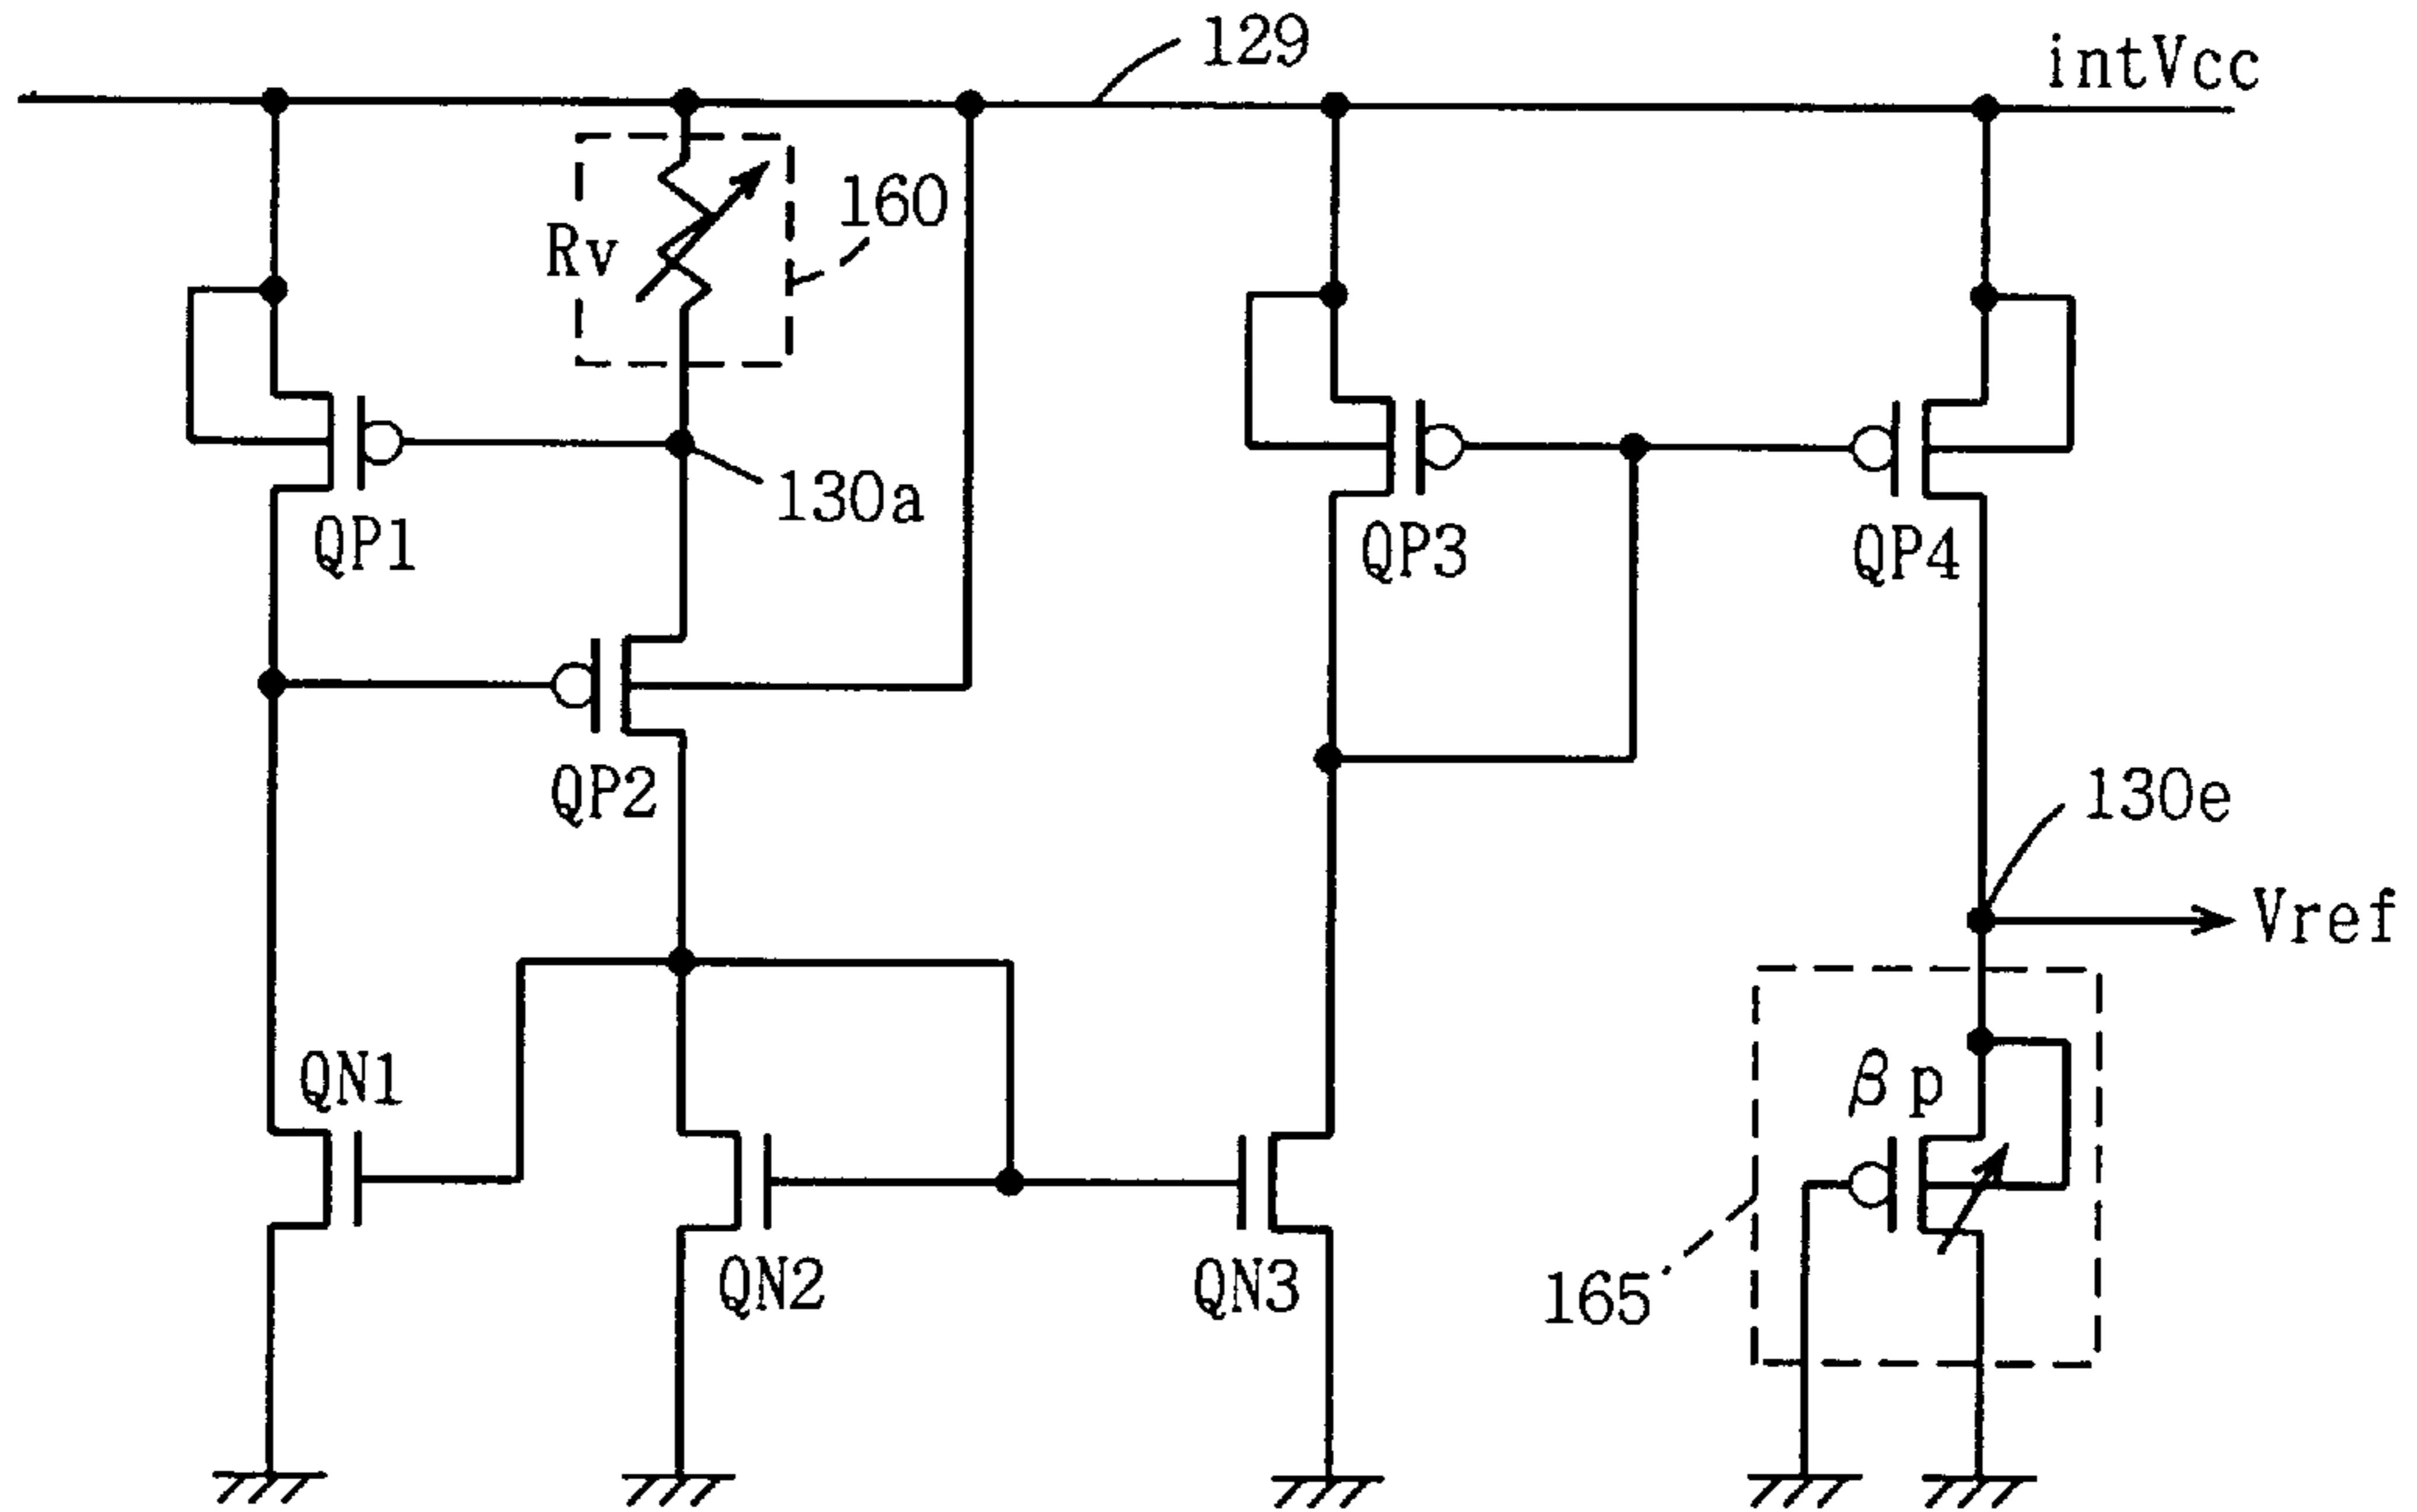 129
intVcc
Rv
160
130a
QP1
QP3
QP4
QP2
130e
Vref
QN1
βp
QN2
QN3
165